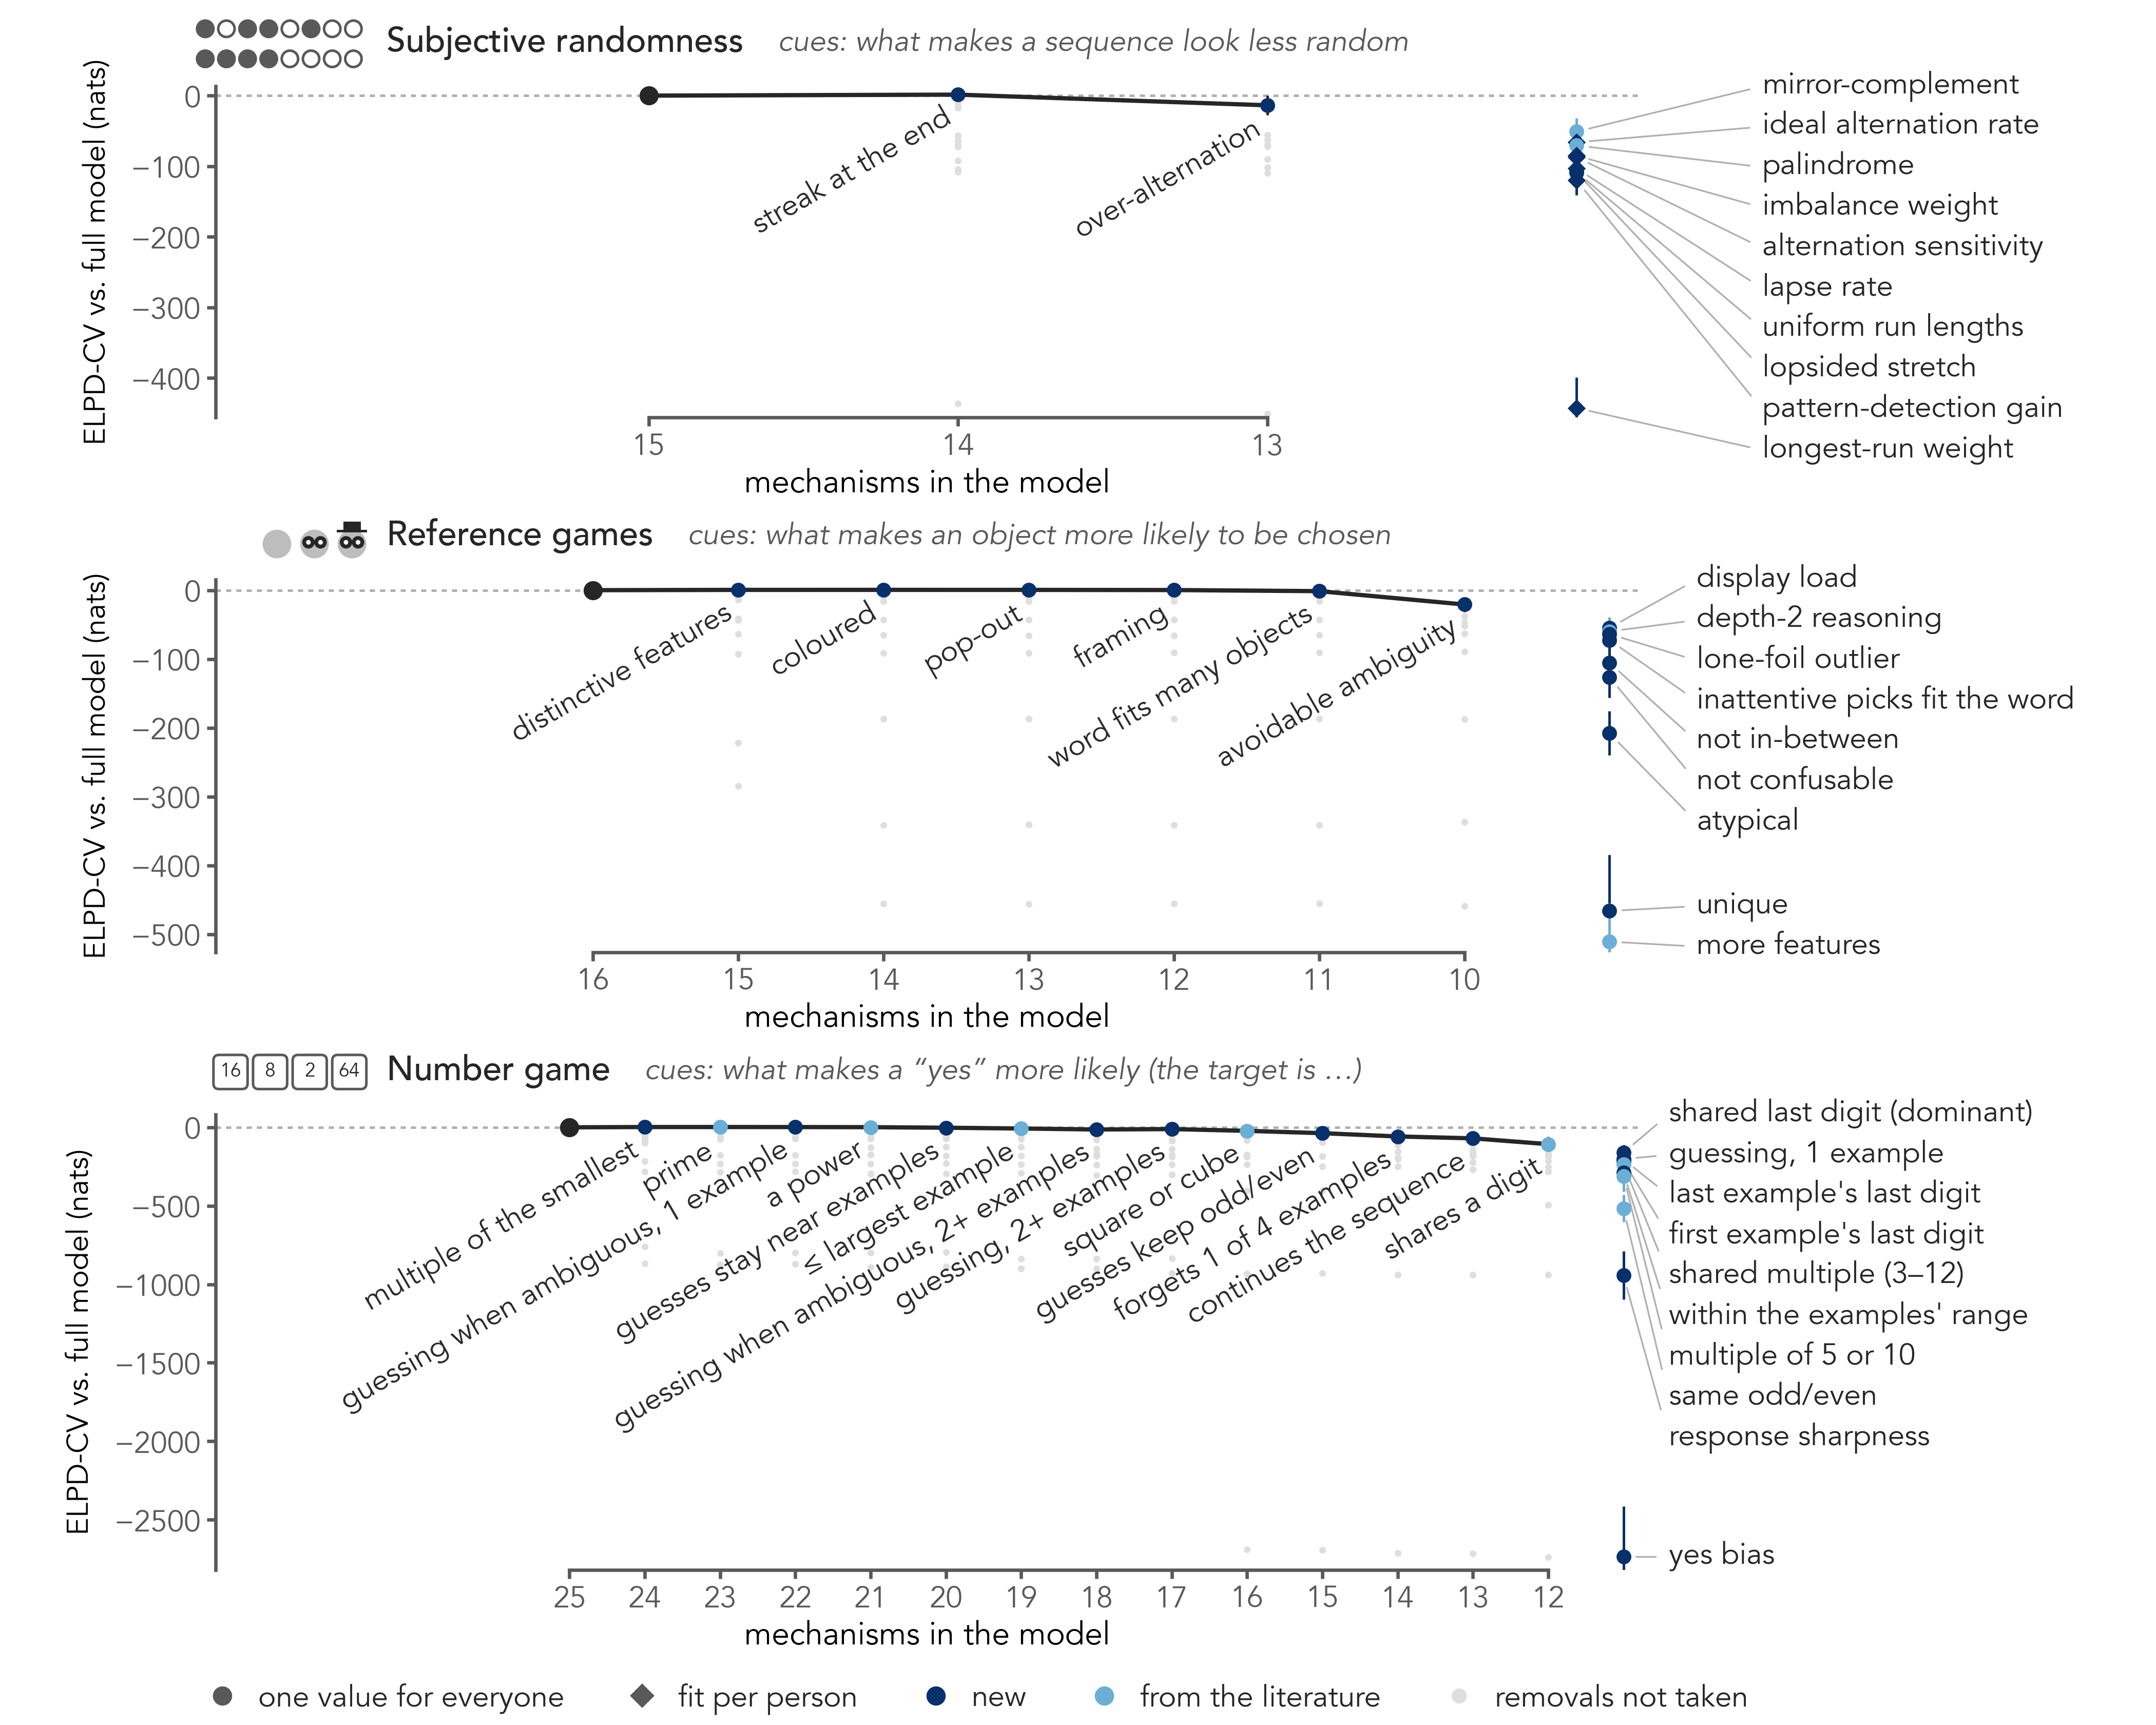 Subjective randomness cues: what makes a sequence look less random
ELPD-CV vs. full model (nats)
0
−100
−200
−300
−400
streak at the end
over-alternation
mirror-complement
ideal alternation rate
palindrome
imbalance weight
alternation sensitivity
lapse rate
uniform run lengths
lopsided stretch
pattern-detection gain
longest-run weight
15 14 13
mechanisms in the model
Reference games cues: what makes an object more likely to be chosen
ELPD-CV vs. full model (nats)
0
−100
−200
−300
−400
−500
distinctive features
coloured
pop-out
framing
word fits many objects
avoidable ambiguity
display load
depth-2 reasoning
lone-foil outlier
inattentive picks fit the word
not in-between
not confusable
atypical
unique
more features
16 15 14 13 12 11 10
mechanisms in the model
16 8 2 64
Number game cues: what makes a “yes” more likely (the target is …)
ELPD-CV vs. full model (nats)
0
−500
−1000
−1500
−2000
−2500
multiple of the smallest
prime
guessing when ambiguous, 1 example
a power
guesses stay near examples
≤ largest example
guessing when ambiguous, 2+ examples
guessing, 2+ examples
square or cube
guesses keep odd/even
forgets 1 of 4 examples
continues the sequence
shares a digit
shared last digit (dominant)
guessing, 1 example
last example's last digit
first example's last digit
shared multiple (3–12)
within the examples' range
multiple of 5 or 10
same odd/even
response sharpness
yes bias
25 24 23 22 21 20 19 18 17 16 15 14 13 12
mechanisms in the model
one value for everyone fit per person new from the literature removals not taken